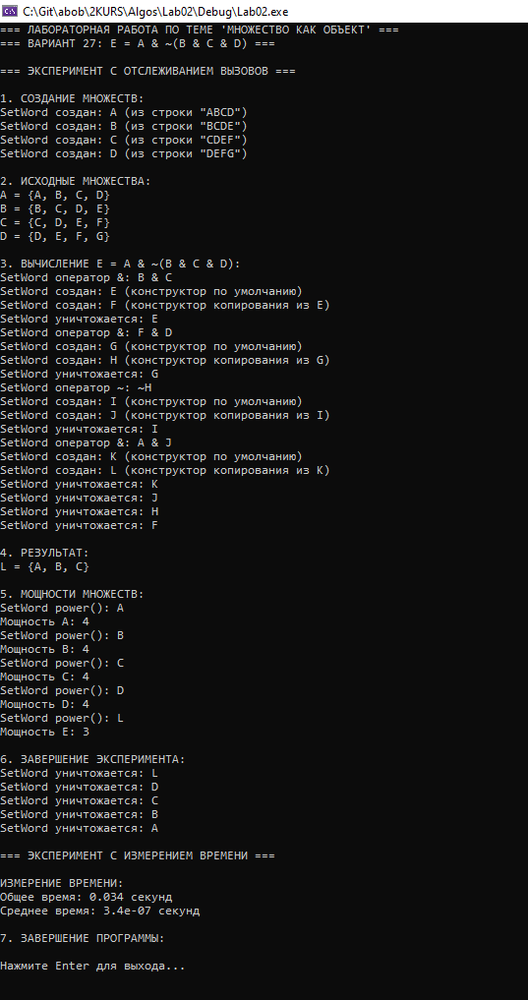 C:\Git\abob\2KURS\Algos\Lab02\Debug\Lab02.exe
=== ЛАБОРАТОРНАЯ РАБОТА ПО ТЕМЕ 'МНОЖЕСТВО КАК ОБЪЕКТ' ===
=== ВАРИАНТ 27: E = A & ~(B & C & D) ===
=== ЭКСПЕРИМЕНТ С ОТСЛЕЖИВАНИЕМ ВЫЗОВОВ ===
1. СОЗДАНИЕ МНОЖЕСТВ:
SetWord создан: A (из строки "ABCD")
SetWord создан: B (из строки "BCDE")
SetWord создан: C (из строки "CDEF")
SetWord создан: D (из строки "DEFG")
2. ИСХОДНЫЕ МНОЖЕСТВА:
A = {A, B, C, D}
B = {B, C, D, E}
C = {C, D, E, F}
D = {D, E, F, G}
3. ВЫЧИСЛЕНИЕ E = A & ~(B & C & D):
SetWord оператор &: B & C
SetWord создан: E (конструктор по умолчанию)
SetWord создан: F (конструктор копирования из E)
SetWord уничтожается: E
SetWord оператор &: F & D
SetWord создан: G (конструктор по умолчанию)
SetWord создан: H (конструктор копирования из G)
SetWord уничтожается: G
SetWord оператор ~: ~H
SetWord создан: I (конструктор по умолчанию)
SetWord создан: J (конструктор копирования из I)
SetWord уничтожается: I
SetWord оператор &: A & J
SetWord создан: K (конструктор по умолчанию)
SetWord создан: L (конструктор копирования из K)
SetWord уничтожается: K
SetWord уничтожается: J
SetWord уничтожается: H
SetWord уничтожается: F
4. РЕЗУЛЬТАТ:
L = {A, B, C}
5. МОЩНОСТИ МНОЖЕСТВ:
SetWord power(): A
Мощность A: 4
SetWord power(): B
Мощность B: 4
SetWord power(): C
Мощность C: 4
SetWord power(): D
Мощность D: 4
SetWord power(): L
Мощность E: 3
6. ЗАВЕРШЕНИЕ ЭКСПЕРИМЕНТА:
SetWord уничтожается: L
SetWord уничтожается: D
SetWord уничтожается: C
SetWord уничтожается: B
SetWord уничтожается: A
=== ЭКСПЕРИМЕНТ С ИЗМЕРЕНИЕМ ВРЕМЕНИ ===
ИЗМЕРЕНИЕ ВРЕМЕНИ:
Общее время: 0.034 секунд
Среднее время: 3.4e-07 секунд
7. ЗАВЕРШЕНИЕ ПРОГРАММЫ:
Нажмите Enter для выхода...